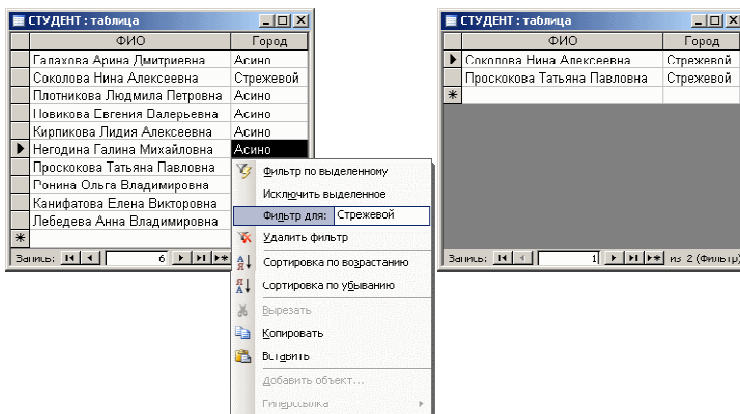 СТУДЕНТ : таблица
ФИО Город
Галахова Арина Дмитриевна Асино
Соколова Нина Алексеевна Стрежевой
Плотникова Людмила Петровна Асино
Новикова Евгения Валерьевна Асино
Кирпикова Лидия Алексеевна Асино
Негодина Галина Михайловна Асино
Проскокова Татьяна Павловна
Ронина Ольга Владимировна
Канифатова Елена Викторовна
Лебедева Анна Владимировна
Запись: 6
Фильтр по выделенному
Исключить выделенное
Фильтр для: Стрежевой
Удалить фильтр
Сортировка по возрастанию
Сортировка по убыванию
Вырезать
Копировать
Вставить
Добавить объект...
Гиперссылка
СТУДЕНТ : таблица
ФИО Город
Соколова Нина Алексеевна Стрежевой
Проскокова Татьяна Павловна Стрежевой
Запись: 1 из 2 (Фильтр)